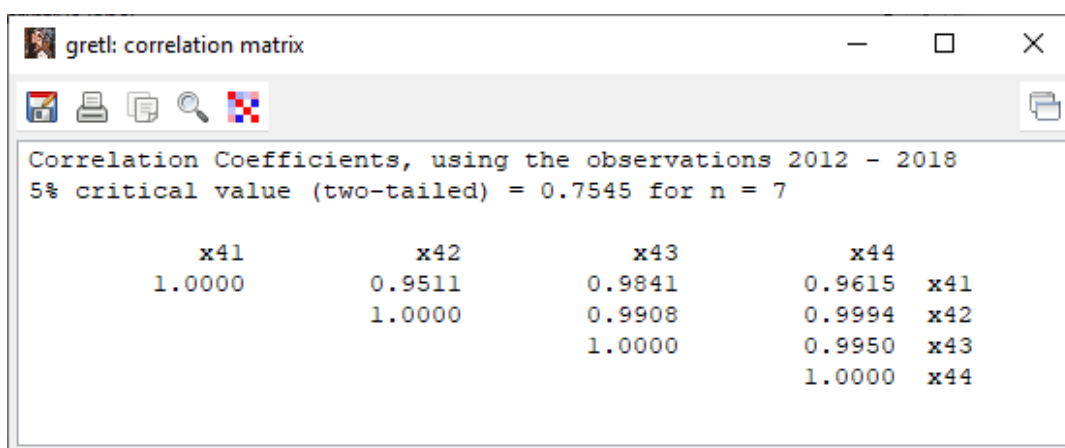 gretl: correlation matrix
Correlation Coefficients, using the observations 2012 - 2018
5% critical value (two-tailed) = 0.7545 for n = 7
x41 x42 x43 x44
1.0000 0.9511 0.9841 0.9615 x41
1.0000 0.9908 0.9994 x42
1.0000 0.9950 x43
1.0000 x44